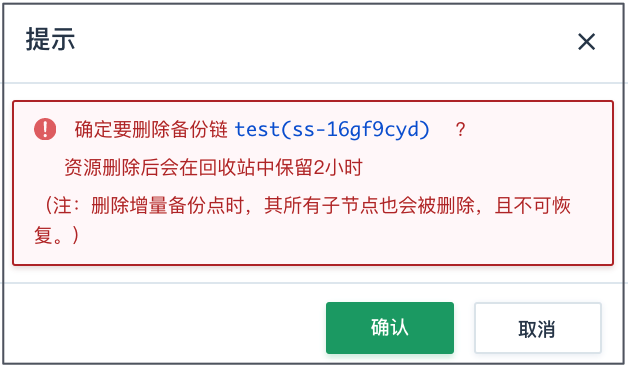 提示
确定要删除备份链 test(ss-16gf9cyd) ？
资源删除后会在回收站中保留2小时
（注：删除增量备份点时，其所有子节点也会被删除，且不可恢
复。）
确认
取消